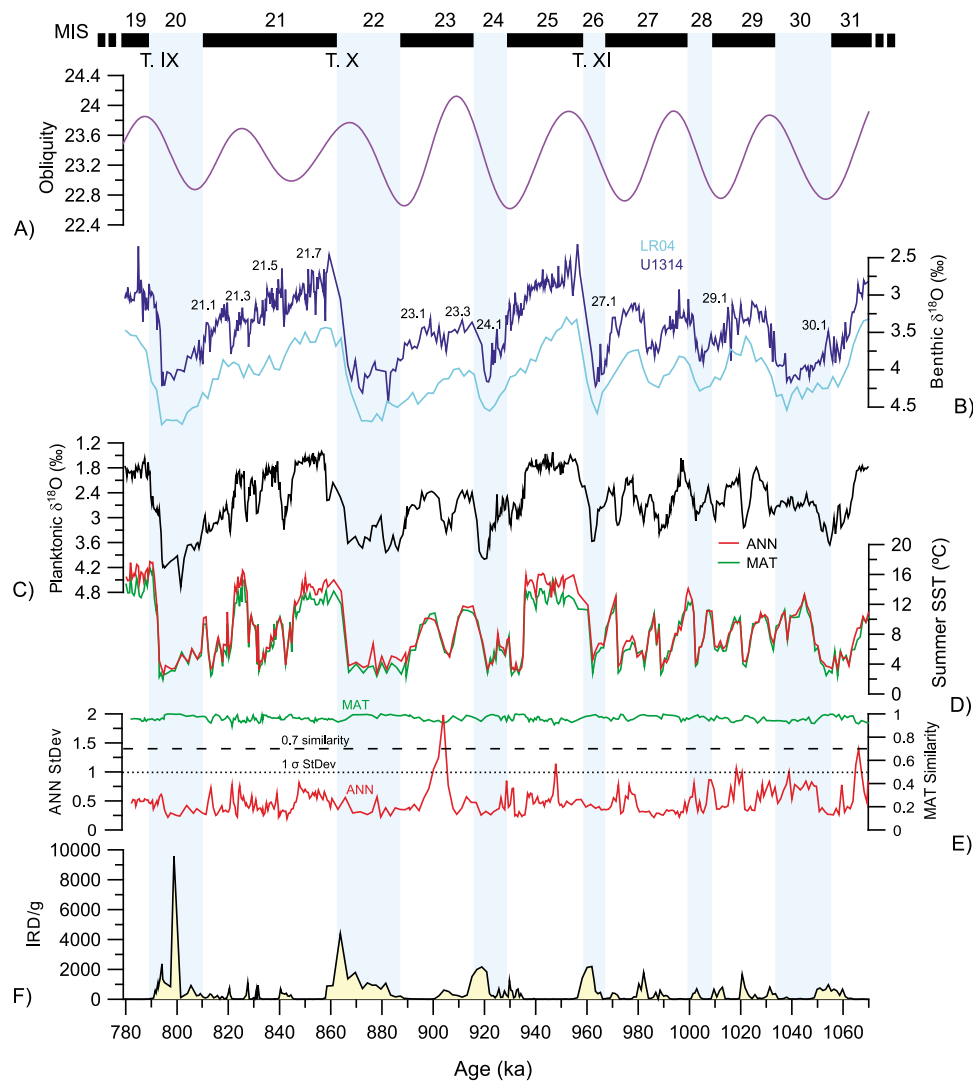 MIS 19 20 21 22 23 24 25 26 27 28 29 30 31
T. IX T. X T. XI
24.4
24
23.6
23.2
22.8
22.4
Obliquity
A)
LR04
U1314
21.7
21.5
21.3
21.1
23.1
23.3
24.1
27.1
29.1
30.1
2.5
3
3.5
4
4.5
Benthic δ¹⁸O (‰)
B)
1.2
1.8
2.4
3
3.6
4.2
4.8
Planktonic δ¹⁸O (‰)
C)
ANN
MAT
20
16
12
8
4
0
Summer SST (ºC)
D)
2
1.5
1
0.5
0
ANN StDev
MAT
0.7 similarity
1 σ StDev
ANN
1
0.8
0.6
0.4
0.2
0
MAT Similarity
E)
10000
8000
6000
4000
2000
0
IRD/g
F)
780 800 820 840 860 880 900 920 940 960 980 1000 1020 1040 1060
Age (ka)